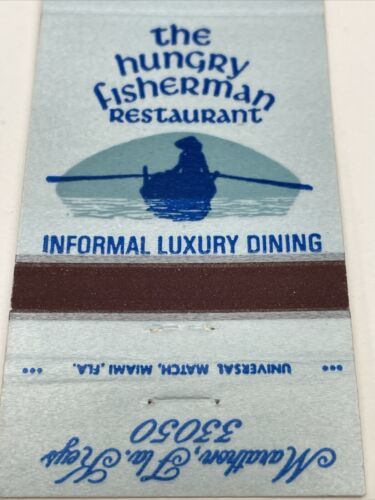 the
hungry
fisherman
restaurant
INFORMAL LUXURY DINING
••• UNIVERSAL MATCH, MIAMI, FLA. •••
Marathon, Fla. Keys
33050